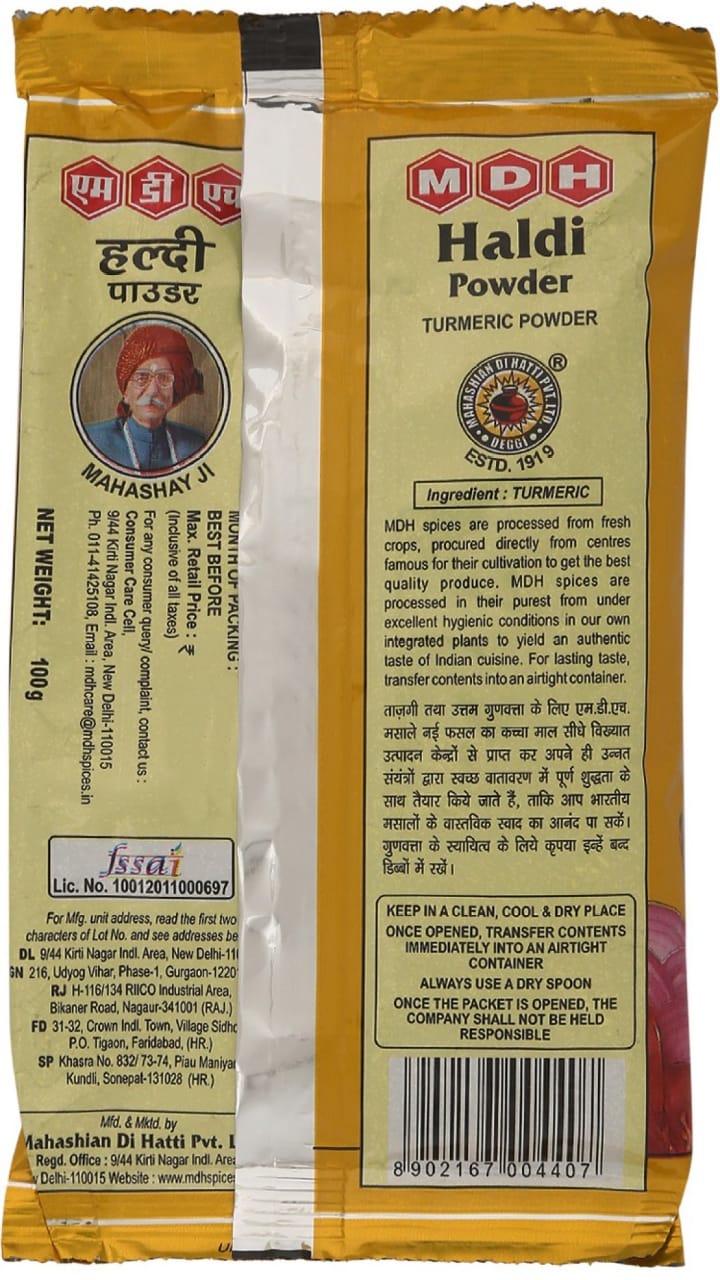 एम डी एच
हल्दी
पाउडर
MAHASHAY JI
MONTH OF PACKING :
BEST BEFORE
Max. Retail Price : ₹
(Inclusive of all taxes)
For any consumer query/ complaint, contact us :
Consumer Care Cell,
9/44 Kirti Nagar Indl. Area, New Delhi-110015
Ph. 011-41425108, Email : mdhcare@mdhspices.in
NET WEIGHT: 100g
fssai
Lic. No. 10012011000697
For Mfg. unit address, read the first two
characters of Lot No. and see addresses be
DL 9/44 Kirti Nagar Indl. Area, New Delhi-110
GN 216, Udyog Vihar, Phase-1, Gurgaon-1220
RJ H-116/134 RIICO Industrial Area,
Bikaner Road, Nagaur-341001 (RAJ.)
FD 31-32, Crown Indl. Town, Village Sidho
P.O. Tigaon, Faridabad, (HR.)
SP Khasra No. 832/ 73-74, Piau Maniyar
Kundli, Sonepat-131028 (HR.)
Mfd. & Mktd. by
Mahashian Di Hatti Pvt. L
Regd. Office : 9/44 Kirti Nagar Indl. Area
Delhi-110015 Website : www.mdhspice
MDH
Haldi
Powder
TURMERIC POWDER
MAHASHIAN DI HATTI PVT. LTD.
®
DEGGI
ESTD. 1919
Ingredient : TURMERIC
MDH spices are processed from fresh
crops, procured directly from centres
famous for their cultivation to get the best
quality produce. MDH spices are
processed in their purest from under
excellent hygienic conditions in our own
integrated plants to yield an authentic
taste of Indian cuisine. For lasting taste,
transfer contents into an airtight container.
ताज़गी तथा उत्तम गुणवत्ता के लिए एम.डी.एच.
मसाले नई फसल का कच्चा माल सीधे विख्यात
उत्पादन केन्द्रों से प्राप्त कर अपने ही उन्नत
संयंत्रों द्वारा स्वच्छ वातावरण में पूर्ण शुद्धता के
साथ तैयार किये जाते हैं, ताकि आप भारतीय
मसालों के वास्तविक स्वाद का आनंद पा सकें।
गुणवत्ता के स्थायित्व के लिये कृपया इन्हें बन्द
डिब्बों में रखें।
KEEP IN A CLEAN, COOL & DRY PLACE
ONCE OPENED, TRANSFER CONTENTS
IMMEDIATELY INTO AN AIRTIGHT
CONTAINER
ALWAYS USE A DRY SPOON
ONCE THE PACKET IS OPENED, THE
COMPANY SHALL NOT BE HELD
RESPONSIBLE
8 902167 004407